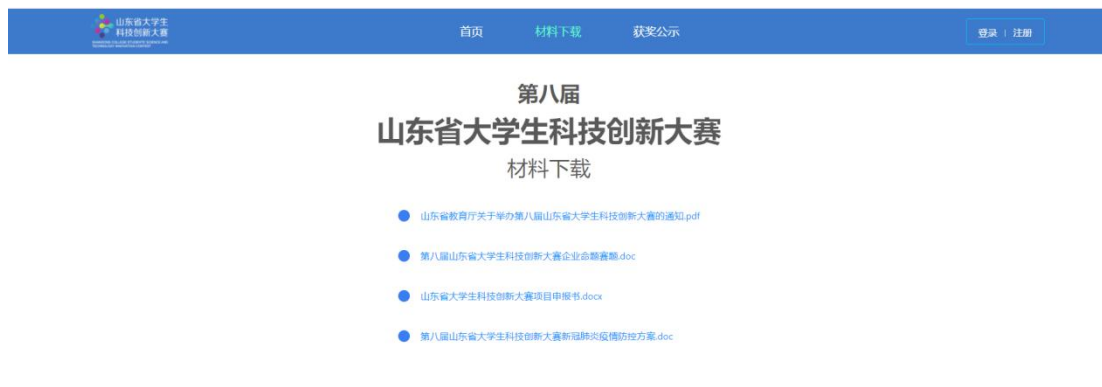 山东省大学生
科技创新大赛
首页
材料下载
获奖公示
登录 | 注册
第八届
山东省大学生科技创新大赛
材料下载
山东省教育厅关于举办第八届山东省大学生科技创新大赛的通知.pdf
第八届山东省大学生科技创新大赛企业命题赛题.doc
山东省大学生科技创新大赛项目申报书.docx
第八届山东省大学生科技创新大赛新冠肺炎疫情防控方案.doc